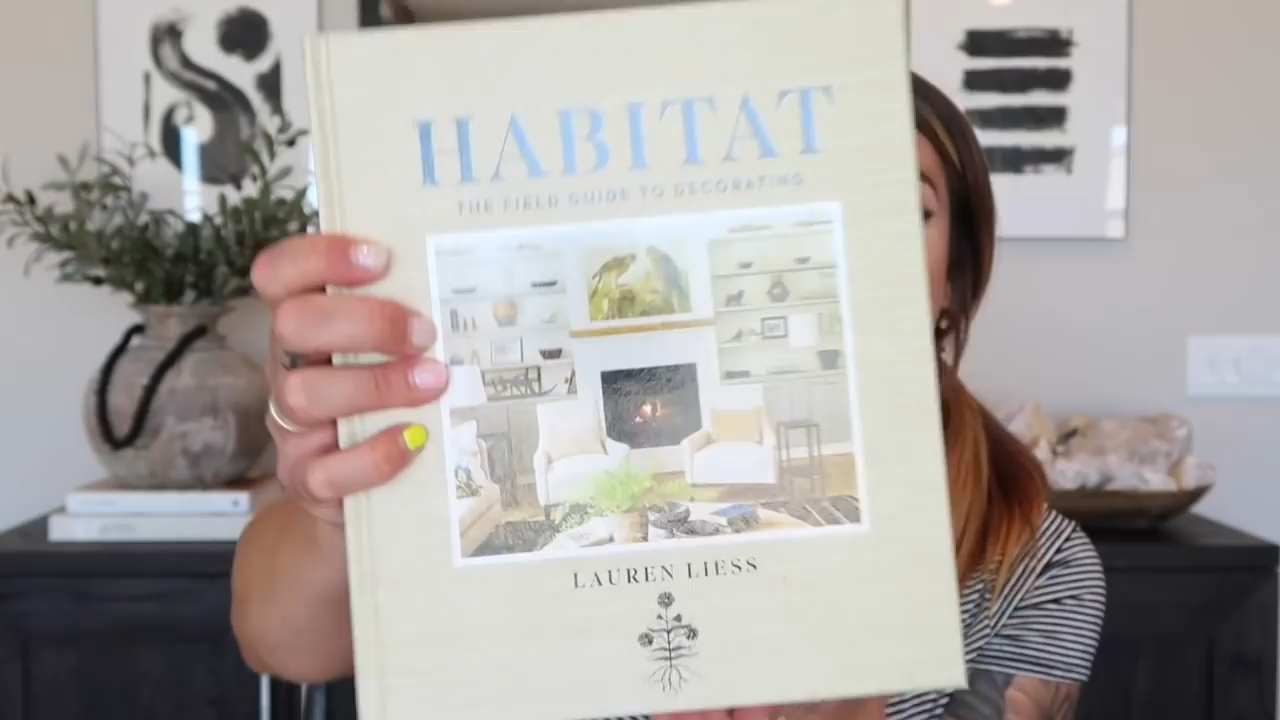 HABITAT
THE FIELD GUIDE TO DECORATING
LAUREN LIESS